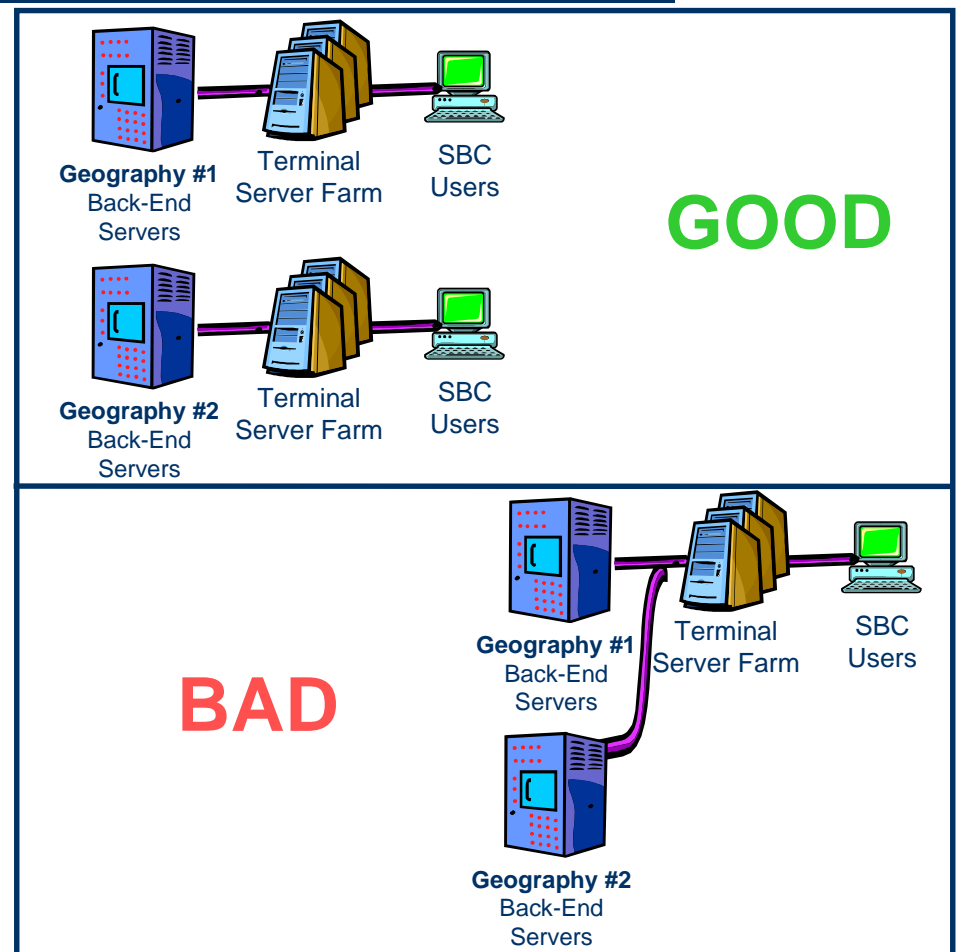 Geography #1
Back-End
Servers
Terminal
Server Farm
SBC
Users
GOOD
Geography #2
Back-End
Servers
Terminal
Server Farm
SBC
Users
BAD
Geography #1
Back-End
Servers
Terminal
Server Farm
SBC
Users
Geography #2
Back-End
Servers